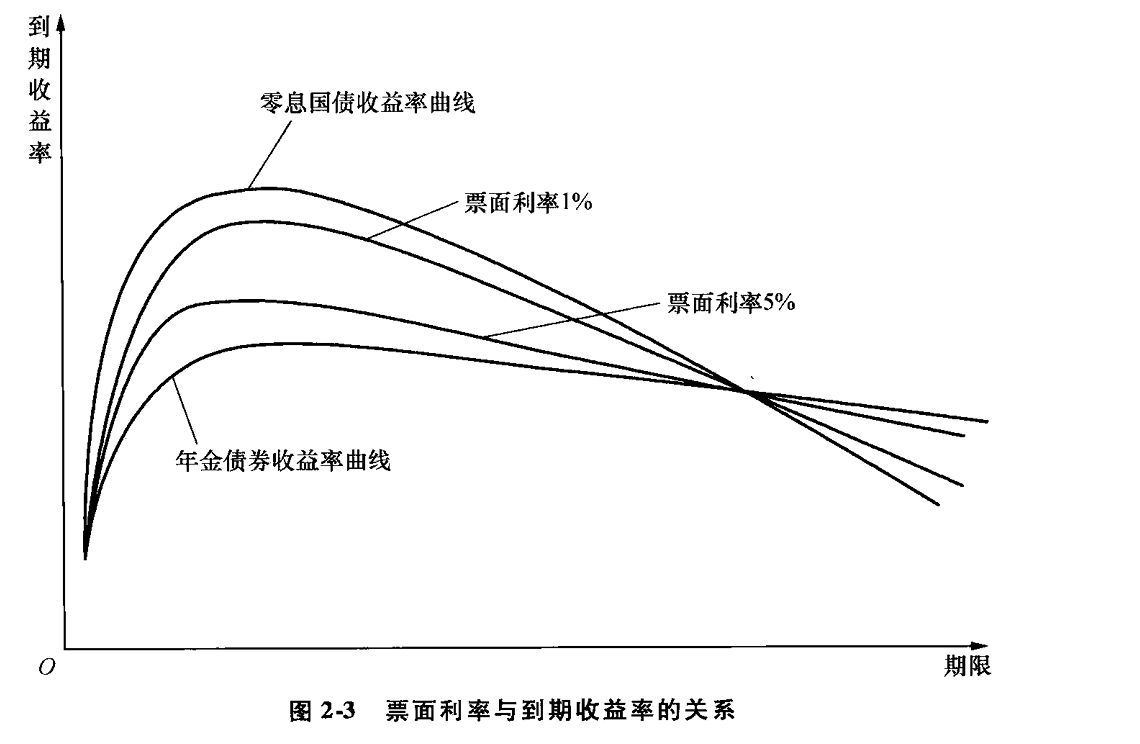 到期收益率
零息国债收益率曲线
票面利率1%
票面利率5%
年金债券收益率曲线
O
期限
图 2-3 票面利率与到期收益率的关系